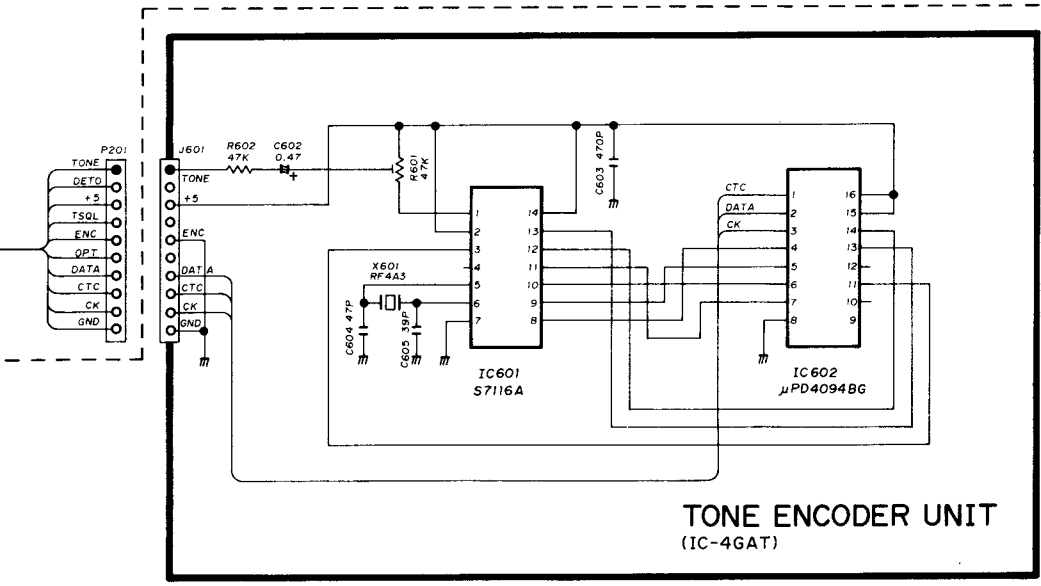 P201
TONE
DETO
+5
TSQL
ENC
OPT
DATA
CTC
CK
GND
J601
TONE
+5
ENC
DATA
CTC
CK
GND
R602
47K
C602
0.47
+
R601
47K
C603 470P
X601
RF4A3
C604 47P
C605 39P
1
2
3
4
5
6
7
14
13
12
11
10
9
8
IC601
S7116A
CTC
DATA
CK
1
2
3
4
5
6
7
8
16
15
14
13
12
11
10
9
IC602
μPD4094BG
TONE ENCODER UNIT
(IC-4GAT)